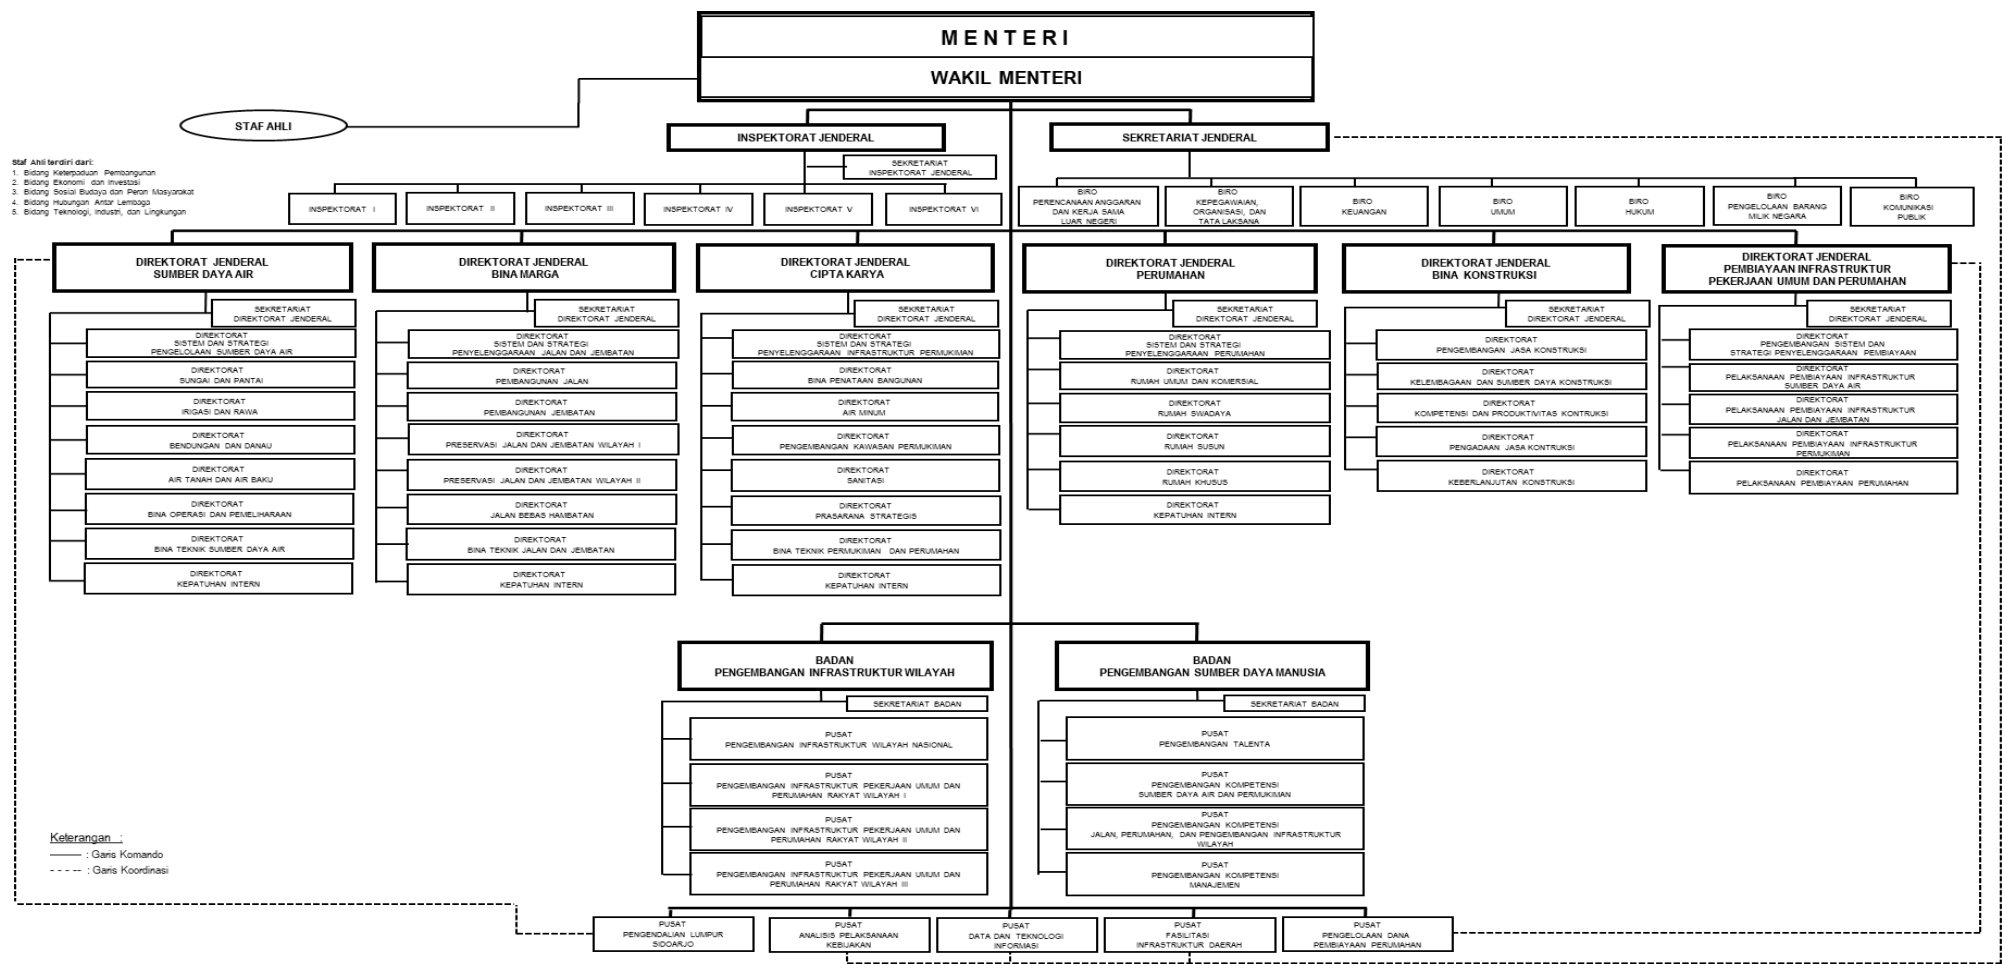 MENTERI
WAKIL MENTERI
STAF AHLI
Staf Ahli terdiri dari:
1. Bidang Keterpaduan Pembangunan
2. Bidang Ekonomi dan Investasi
3. Bidang Sosial Budaya dan Peran Masyarakat
4. Bidang Hubungan Antar Lembaga
5. Bidang Teknologi, Industri, dan Lingkungan
INSPEKTORAT JENDERAL
SEKRETARIAT
INSPEKTORAT JENDERAL
INSPEKTORAT I
INSPEKTORAT II
INSPEKTORAT III
INSPEKTORAT IV
INSPEKTORAT V
INSPEKTORAT VI
SEKRETARIAT JENDERAL
BIRO
PERENCANAAN ANGGARAN
DAN KERJA SAMA
LUAR NEGERI
BIRO
KEPEGAWAIAN,
ORGANISASI, DAN
TATA LAKSANA
BIRO
KEUANGAN
BIRO
UMUM
BIRO
HUKUM
BIRO
PENGELOLAAN BARANG
MILIK NEGARA
BIRO
KOMUNIKASI
PUBLIK
DIREKTORAT JENDERAL
SUMBER DAYA AIR
SEKRETARIAT
DIREKTORAT JENDERAL
DIREKTORAT
SISTEM DAN STRATEGI
PENGELOLAAN SUMBER DAYA AIR
DIREKTORAT
SUNGAI DAN PANTAI
DIREKTORAT
IRIGASI DAN RAWA
DIREKTORAT
BENDUNGAN DAN DANAU
DIREKTORAT
AIR TANAH DAN AIR BAKU
DIREKTORAT
BINA OPERASI DAN PEMELIHARAAN
DIREKTORAT
BINA TEKNIK SUMBER DAYA AIR
DIREKTORAT
KEPATUHAN INTERN
DIREKTORAT JENDERAL
BINA MARGA
SEKRETARIAT
DIREKTORAT JENDERAL
DIREKTORAT
SISTEM DAN STRATEGI
PENYELENGGARAAN JALAN DAN JEMBATAN
DIREKTORAT
PEMBANGUNAN JALAN
DIREKTORAT
PEMBANGUNAN JEMBATAN
DIREKTORAT
PRESERVASI JALAN DAN JEMBATAN WILAYAH I
DIREKTORAT
PRESERVASI JALAN DAN JEMBATAN WILAYAH II
DIREKTORAT
JALAN BEBAS HAMBATAN
DIREKTORAT
BINA TEKNIK JALAN DAN JEMBATAN
DIREKTORAT
KEPATUHAN INTERN
DIREKTORAT JENDERAL
CIPTA KARYA
SEKRETARIAT
DIREKTORAT JENDERAL
DIREKTORAT
SISTEM DAN STRATEGI
PENYELENGGARAAN INFRASTRUKTUR PERMUKIMAN
DIREKTORAT
BINA PENATAAN BANGUNAN
DIREKTORAT
AIR MINUM
DIREKTORAT
PENGEMBANGAN KAWASAN PERMUKIMAN
DIREKTORAT
SANITASI
DIREKTORAT
PRASARANA STRATEGIS
DIREKTORAT
BINA TEKNIK PERMUKIMAN DAN PERUMAHAN
DIREKTORAT
KEPATUHAN INTERN
DIREKTORAT JENDERAL
PERUMAHAN
SEKRETARIAT
DIREKTORAT JENDERAL
DIREKTORAT
SISTEM DAN STRATEGI
PENYELENGGARAAN PERUMAHAN
DIREKTORAT
RUMAH UMUM DAN KOMERSIAL
DIREKTORAT
RUMAH SWADAYA
DIREKTORAT
RUMAH SUSUN
DIREKTORAT
RUMAH KHUSUS
DIREKTORAT
KEPATUHAN INTERN
DIREKTORAT JENDERAL
BINA KONSTRUKSI
SEKRETARIAT
DIREKTORAT JENDERAL
DIREKTORAT
PENGEMBANGAN JASA KONSTRUKSI
DIREKTORAT
KELEMBAGAAN DAN SUMBER DAYA KONSTRUKSI
DIREKTORAT
KOMPETENSI DAN PRODUKTIVITAS KONTRUKSI
DIREKTORAT
PENGADAAN JASA KONTRUKSI
DIREKTORAT
KEBERLANJUTAN KONSTRUKSI
DIREKTORAT JENDERAL
PEMBIAYAAN INFRASTRUKTUR
PEKERJAAN UMUM DAN PERUMAHAN
SEKRETARIAT
DIREKTORAT JENDERAL
DIREKTORAT
PENGEMBANGAN SISTEM DAN
STRATEGI PENYELENGGARAAN PEMBIAYAAN
DIREKTORAT
PELAKSANAAN PEMBIAYAAN INFRASTRUKTUR
SUMBER DAYA AIR
DIREKTORAT
PELAKSANAAN PEMBIAYAAN INFRASTRUKTUR
JALAN DAN JEMBATAN
DIREKTORAT
PELAKSANAAN PEMBIAYAAN INFRASTRUKTUR
PERMUKIMAN
DIREKTORAT
PELAKSANAAN PEMBIAYAAN PERUMAHAN
BADAN
PENGEMBANGAN INFRASTRUKTUR WILAYAH
SEKRETARIAT BADAN
PUSAT
PENGEMBANGAN INFRASTRUKTUR WILAYAH NASIONAL
PUSAT
PENGEMBANGAN INFRASTRUKTUR PEKERJAAN UMUM DAN
PERUMAHAN RAKYAT WILAYAH I
PUSAT
PENGEMBANGAN INFRASTRUKTUR PEKERJAAN UMUM DAN
PERUMAHAN RAKYAT WILAYAH II
PUSAT
PENGEMBANGAN INFRASTRUKTUR PEKERJAAN UMUM DAN
PERUMAHAN RAKYAT WILAYAH III
BADAN
PENGEMBANGAN SUMBER DAYA MANUSIA
SEKRETARIAT BADAN
PUSAT
PENGEMBANGAN TALENTA
PUSAT
PENGEMBANGAN KOMPETENSI
SUMBER DAYA AIR DAN PERMUKIMAN
PUSAT
PENGEMBANGAN KOMPETENSI
JALAN, PERUMAHAN, DAN PENGEMBANGAN INFRASTRUKTUR
WILAYAH
PUSAT
PENGEMBANGAN KOMPETENSI
MANAJEMEN
Keterangan :
: Garis Komando
: Garis Koordinasi
PUSAT
PENGENDALIAN LUMPUR
SIDOARJO
PUSAT
ANALISIS PELAKSANAAN
KEBIJAKAN
PUSAT
DATA DAN TEKNOLOGI
INFORMASI
PUSAT
FASILITASI
INFRASTRUKTUR DAERAH
PUSAT
PENGELOLAAN DANA
PEMBIAYAAN PERUMAHAN